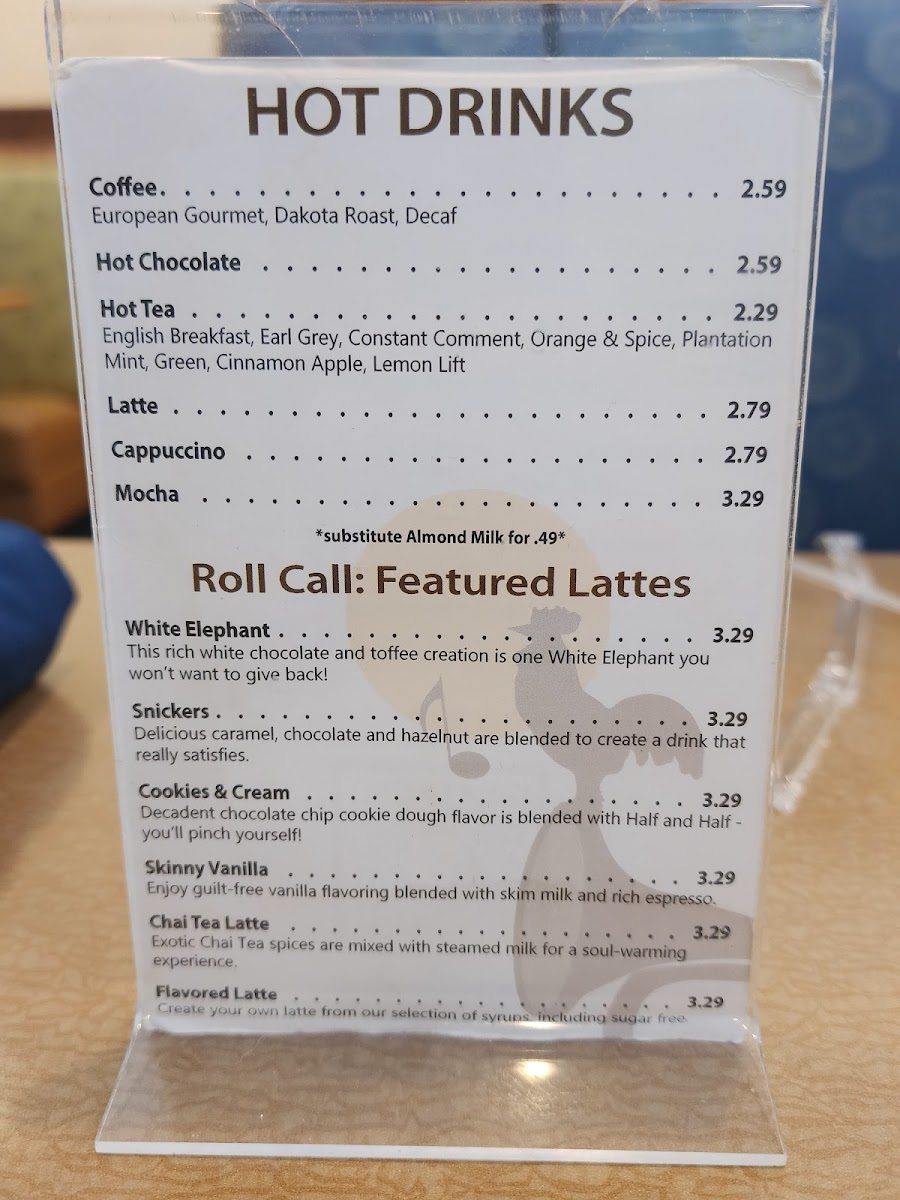 HOT DRINKS
Coffee. . . . . . . . . . . . . . . . . . . . . . . . 2.59
European Gourmet, Dakota Roast, Decaf
Hot Chocolate . . . . . . . . . . . . . . . . . . . . 2.59
Hot Tea . . . . . . . . . . . . . . . . . . . . . . . 2.29
English Breakfast, Earl Grey, Constant Comment, Orange & Spice, Plantation
Mint, Green, Cinnamon Apple, Lemon Lift
Latte . . . . . . . . . . . . . . . . . . . . . . . . 2.79
Cappuccino . . . . . . . . . . . . . . . . . . . . . 2.79
Mocha . . . . . . . . . . . . . . . . . . . . . . . 3.29
*substitute Almond Milk for .49*
Roll Call: Featured Lattes
White Elephant . . . . . . . . . . . . . . . . . . . 3.29
This rich white chocolate and toffee creation is one White Elephant you
won't want to give back!
Snickers . . . . . . . . . . . . . . . . . . . . . . 3.29
Delicious caramel, chocolate and hazelnut are blended to create a drink that
really satisfies.
Cookies & Cream . . . . . . . . . . . . . . . . . . 3.29
Decadent chocolate chip cookie dough flavor is blended with Half and Half -
you'll pinch yourself!
Skinny Vanilla . . . . . . . . . . . . . . . . . . . 3.29
Enjoy guilt-free vanilla flavoring blended with skim milk and rich espresso.
Chai Tea Latte . . . . . . . . . . . . . . . . . . . 3.29
Exotic Chai Tea spices are mixed with steamed milk for a soul-warming
experience.
Flavored Latte . . . . . . . . . . . . . . . . . . . 3.29
Create your own latte from our selection of syrups, including sugar free.